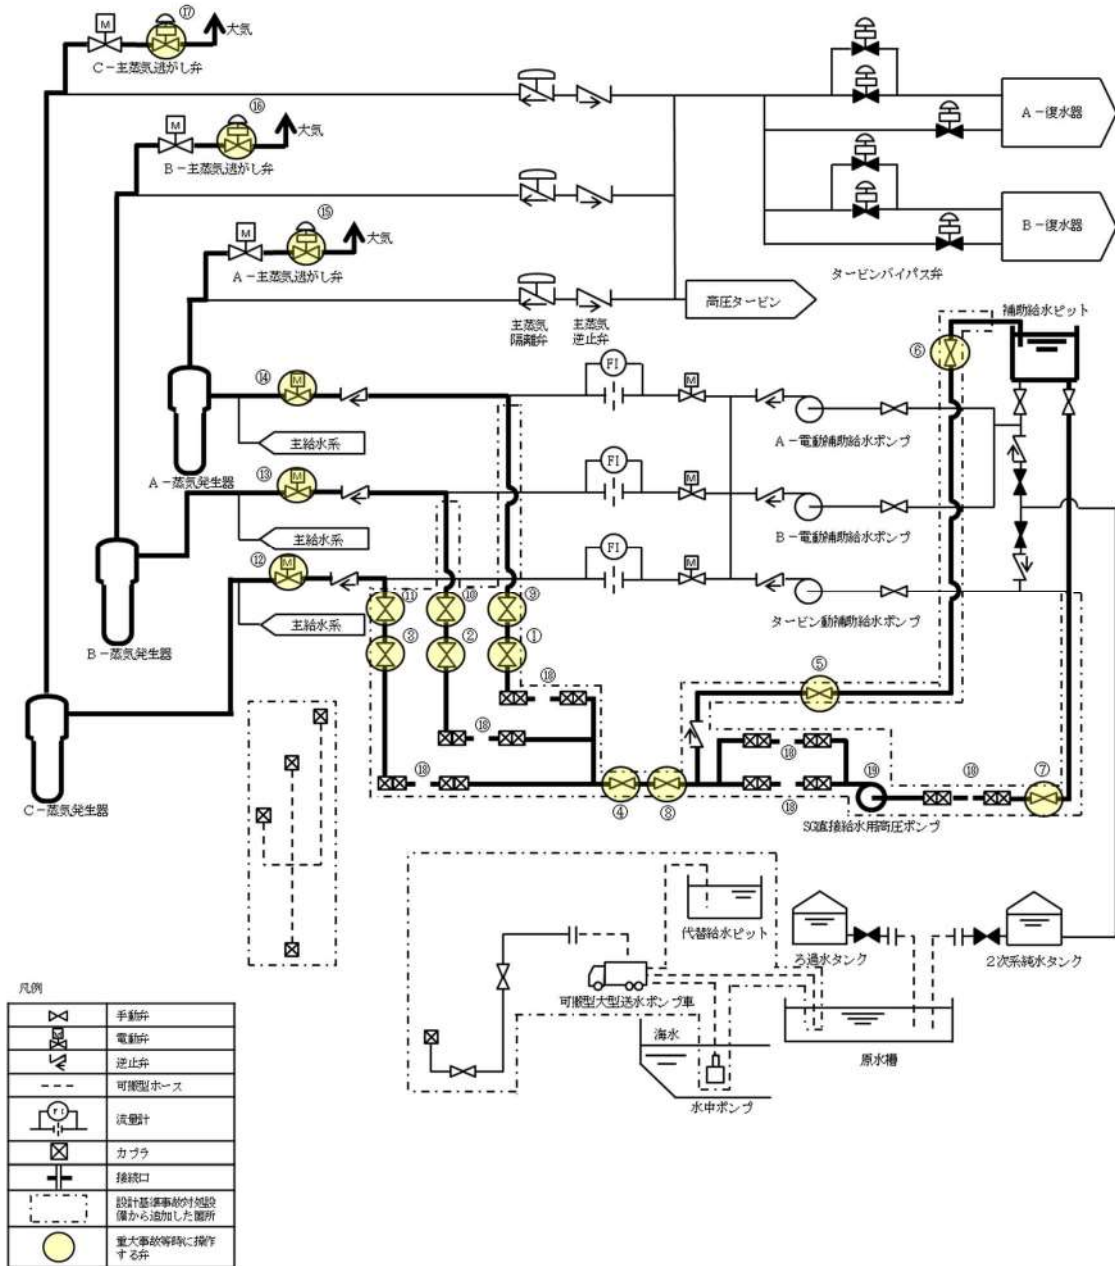 M
⑰
大気
C-主蒸気逃がし弁
M
⑯
大気
B-主蒸気逃がし弁
M
⑮
大気
A-主蒸気逃がし弁
A-復水器
B-復水器
タービンバイパス弁
主蒸気
隔離弁
主蒸気
逆止弁
高圧タービン
補助給水ピット
⑥
⑭
M
FI
M
主給水系
A-電動補助給水ポンプ
A-蒸気発生器
⑬
M
FI
M
主給水系
B-電動補助給水ポンプ
⑫
M
FI
M
主給水系
タービン動補助給水ポンプ
B-蒸気発生器
⑪
⑩
⑨
③
②
①
⑤
⑱
⑱
⑱
⑱
⑱
⑲
⑱
⑦
④
⑧
SG直接給水用高圧ポンプ
C-蒸気発生器
代替給水ピット
ろ過水タンク
2次系純水タンク
可搬型大型送水ポンプ車
海水
原水槽
水中ポンプ
凡例
手動弁
M
電動弁
逆止弁
可搬型ホース
FI
流量計
カプラ
接続口
設計基準事故対処設
備から追加した箇所
重大事故等時に操作
する弁